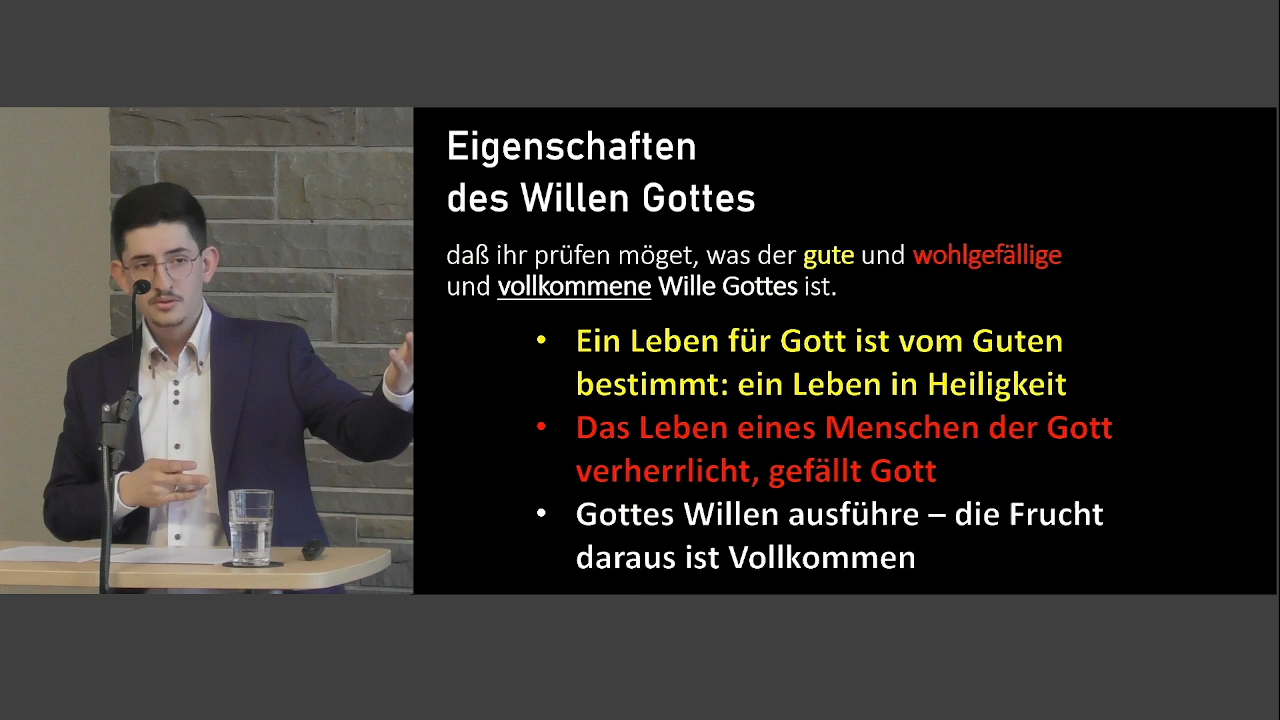 Eigenschaften
des Willen Gottes
daß ihr prüfen möget, was der gute und wohlgefällige
und vollkommene Wille Gottes ist.
• Ein Leben für Gott ist vom Guten
bestimmt: ein Leben in Heiligkeit
• Das Leben eines Menschen der Gott
verherrlicht, gefällt Gott
• Gottes Willen ausführe – die Frucht
daraus ist Vollkommen